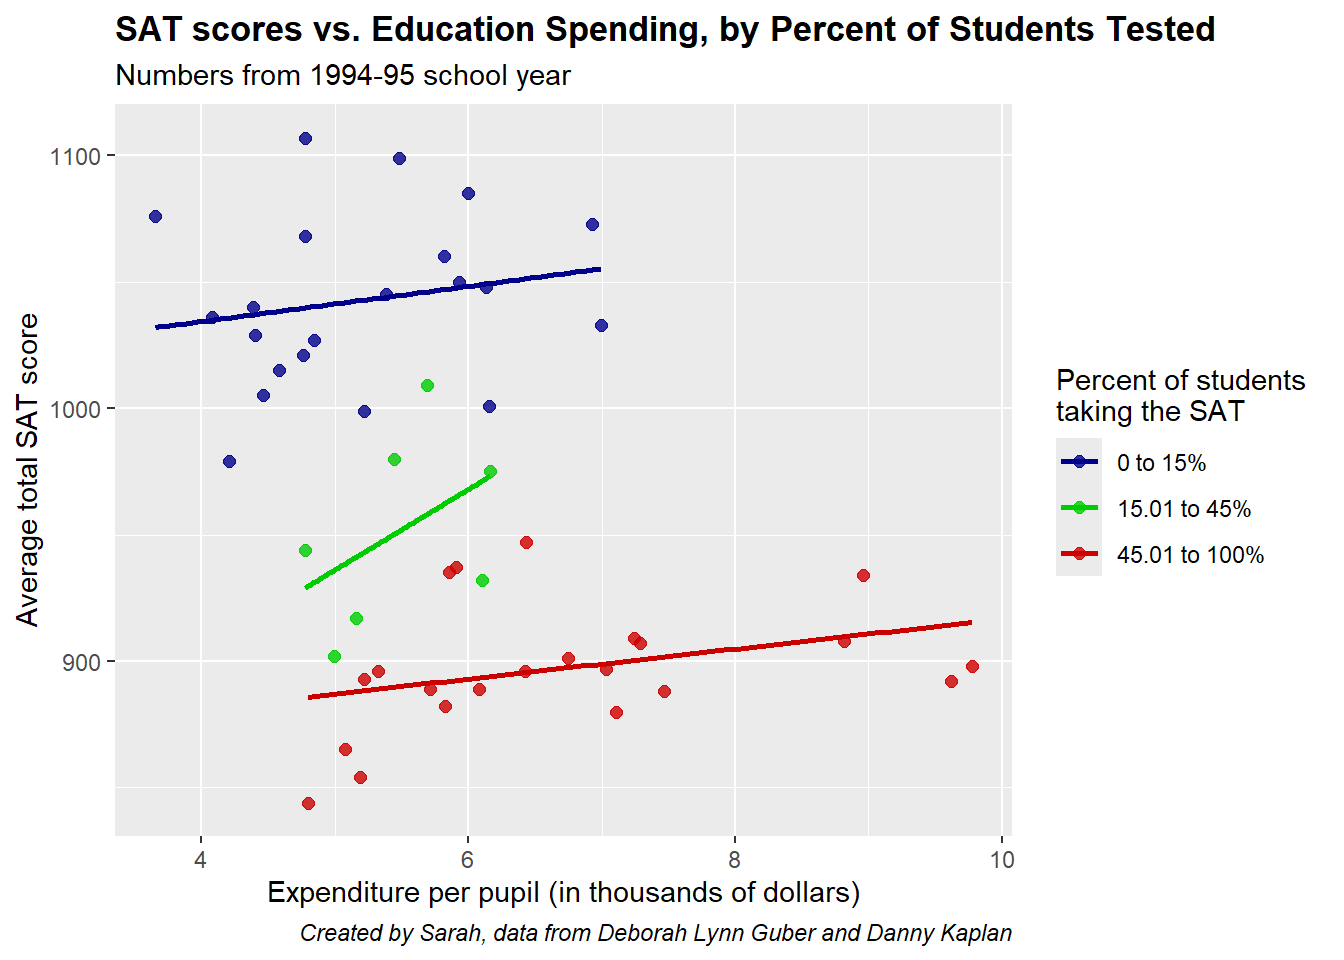 SAT scores vs. Education Spending, by Percent of Students Tested
Numbers from 1994-95 school year
Average total SAT score
1100
1000
900
4
6
8
10
Expenditure per pupil (in thousands of dollars)
Created by Sarah, data from Deborah Lynn Guber and Danny Kaplan
Percent of students
taking the SAT
0 to 15%
15.01 to 45%
45.01 to 100%